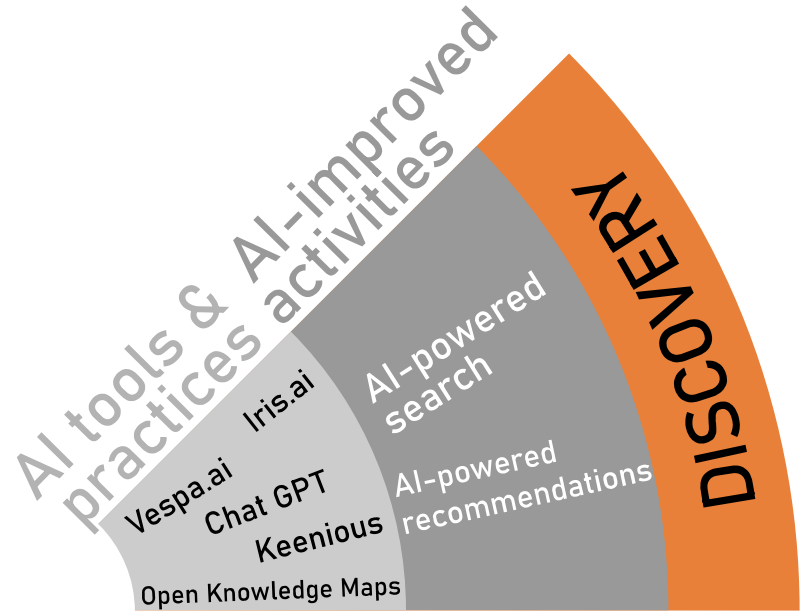 AI tools &
practices
AI-improved
activities
Iris.ai
Vespa.ai
Chat GPT
Keenious
Open Knowledge Maps
AI-powered
search
AI-powered
recommendations
DISCOVERY